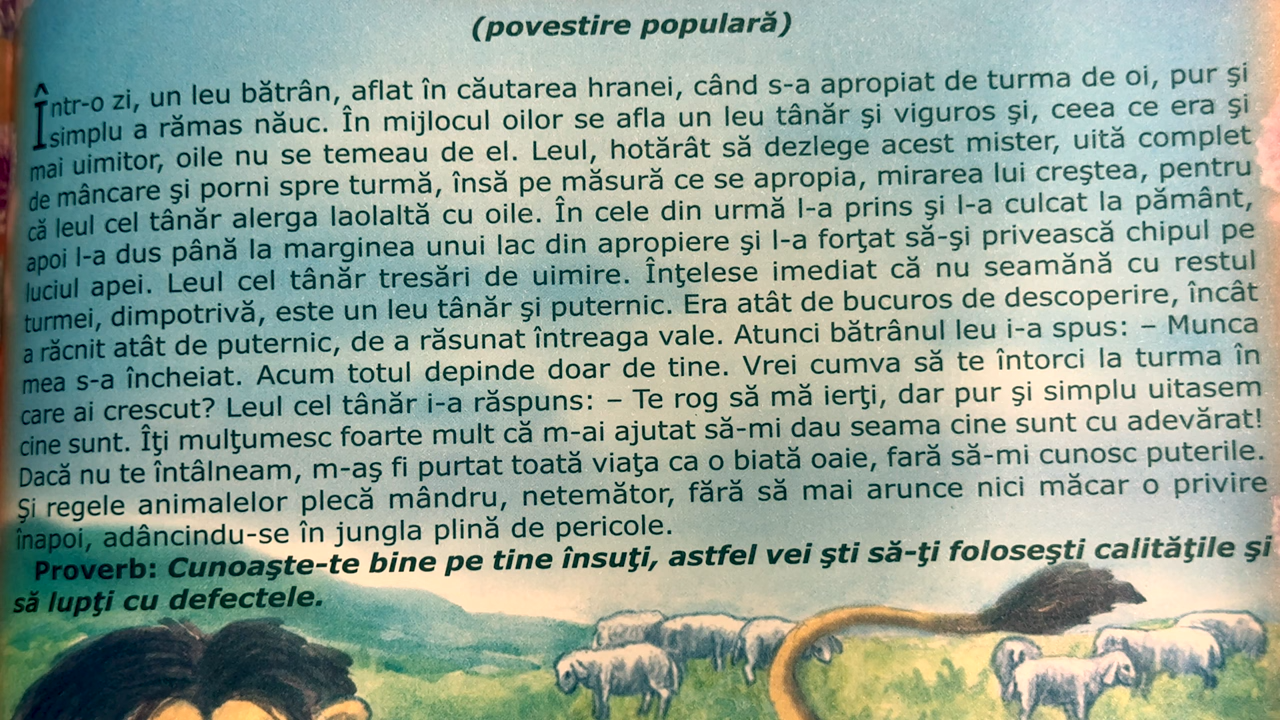 (povestire populară)
Într-o zi, un leu bătrân, aflat în căutarea hranei, când s-a apropiat de turma de oi, pur şi
simplu a rămas năuc. În mijlocul oilor se afla un leu tânăr şi viguros şi, ceea ce era şi
mai uimitor, oile nu se temeau de el. Leul, hotărât să dezlege acest mister, uită complet
de mâncare şi porni spre turmă, însă pe măsură ce se apropia, mirarea lui creştea, pentru
că leul cel tânăr alerga laolaltă cu oile. În cele din urmă l-a prins şi l-a culcat la pământ,
apoi l-a dus până la marginea unui lac din apropiere şi l-a forţat să-şi privească chipul pe
luciul apei. Leul cel tânăr tresări de uimire. Înţelese imediat că nu seamănă cu restul
turmei, dimpotrivă, este un leu tânăr şi puternic. Era atât de bucuros de descoperire, încât
a răcnit atât de puternic, de a răsunat întreaga vale. Atunci bătrânul leu i-a spus: – Munca
mea s-a încheiat. Acum totul depinde doar de tine. Vrei cumva să te întorci la turma în
care ai crescut? Leul cel tânăr i-a răspuns: – Te rog să mă ierţi, dar pur şi simplu uitasem
cine sunt. Îţi mulţumesc foarte mult că m-ai ajutat să-mi dau seama cine sunt cu adevărat!
Dacă nu te întâlneam, m-aş fi purtat toată viaţa ca o biată oaie, fară să-mi cunosc puterile.
Şi regele animalelor plecă mândru, netemător, fără să mai arunce nici măcar o privire
înapoi, adâncindu-se în jungla plină de pericole.
Proverb: Cunoaşte-te bine pe tine însuţi, astfel vei şti să-ţi foloseşti calităţile şi
să lupţi cu defectele.